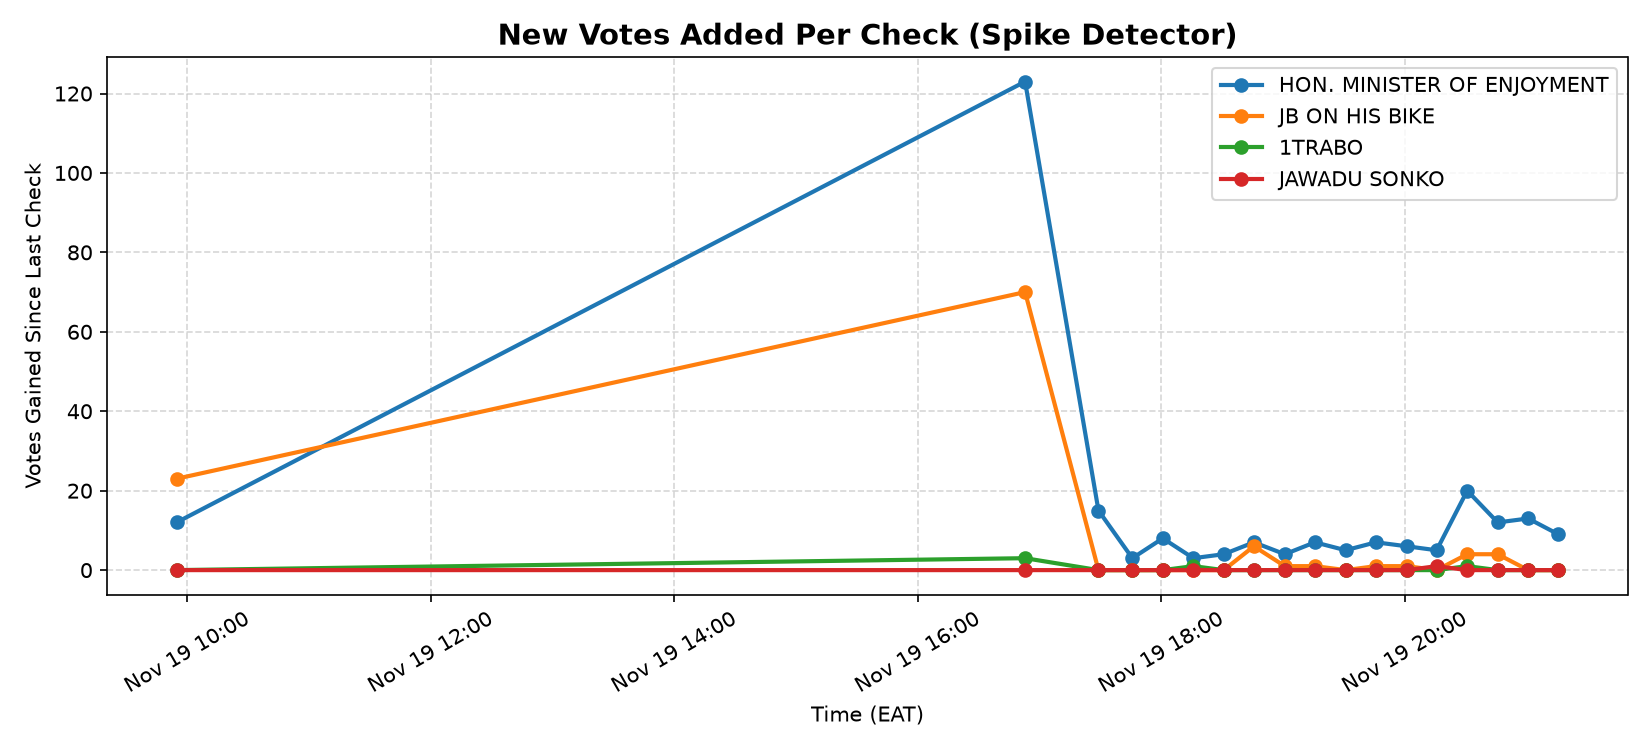 New Votes Added Per Check (Spike Detector)
HON. MINISTER OF ENJOYMENT
JB ON HIS BIKE
1TRABO
JAWADU SONKO
Votes Gained Since Last Check
120
100
80
60
40
20
0
Nov 19 10:00
Nov 19 12:00
Nov 19 14:00
Nov 19 16:00
Nov 19 18:00
Nov 19 20:00
Time (EAT)